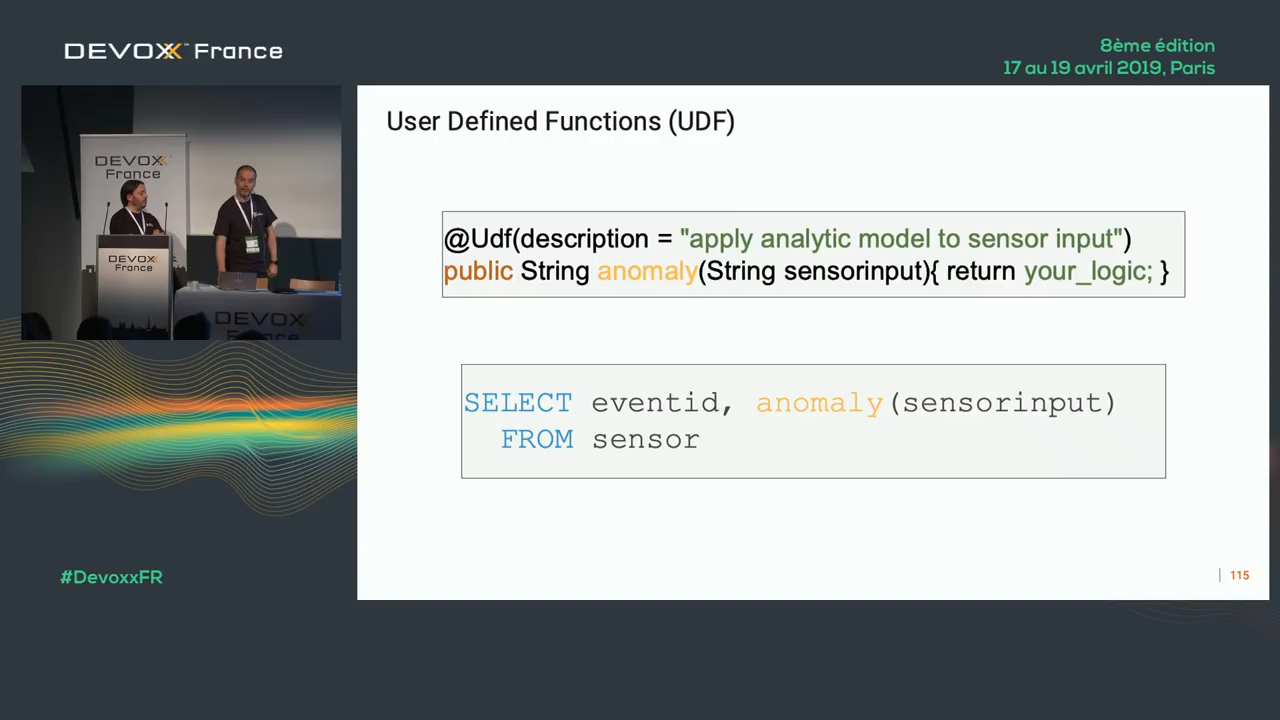 DEVOXX™ France
8ème édition
17 au 19 avril 2019, Paris
DEVOXX
France
DEVOXX
France
DEVOXX
France
User Defined Functions (UDF)
@Udf(description = "apply analytic model to sensor input")
public String anomaly(String sensorinput){ return your_logic; }
SELECT eventid, anomaly(sensorinput)
FROM sensor
115
#DevoxxFR